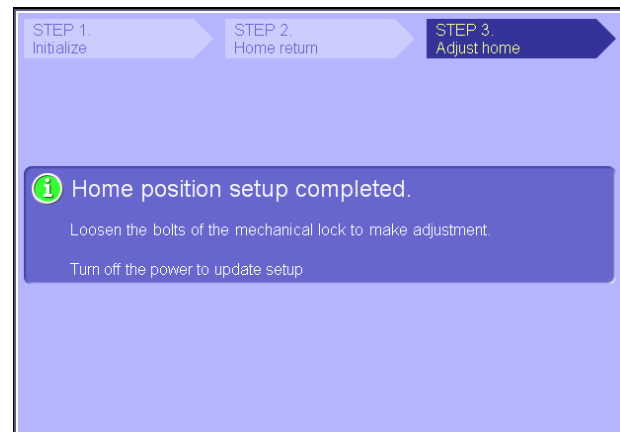 STEP 1.
Initialize
STEP 2.
Home return
STEP 3.
Adjust home
Home position setup completed.
Loosen the bolts of the mechanical lock to make adjustment.
Turn off the power to update setup